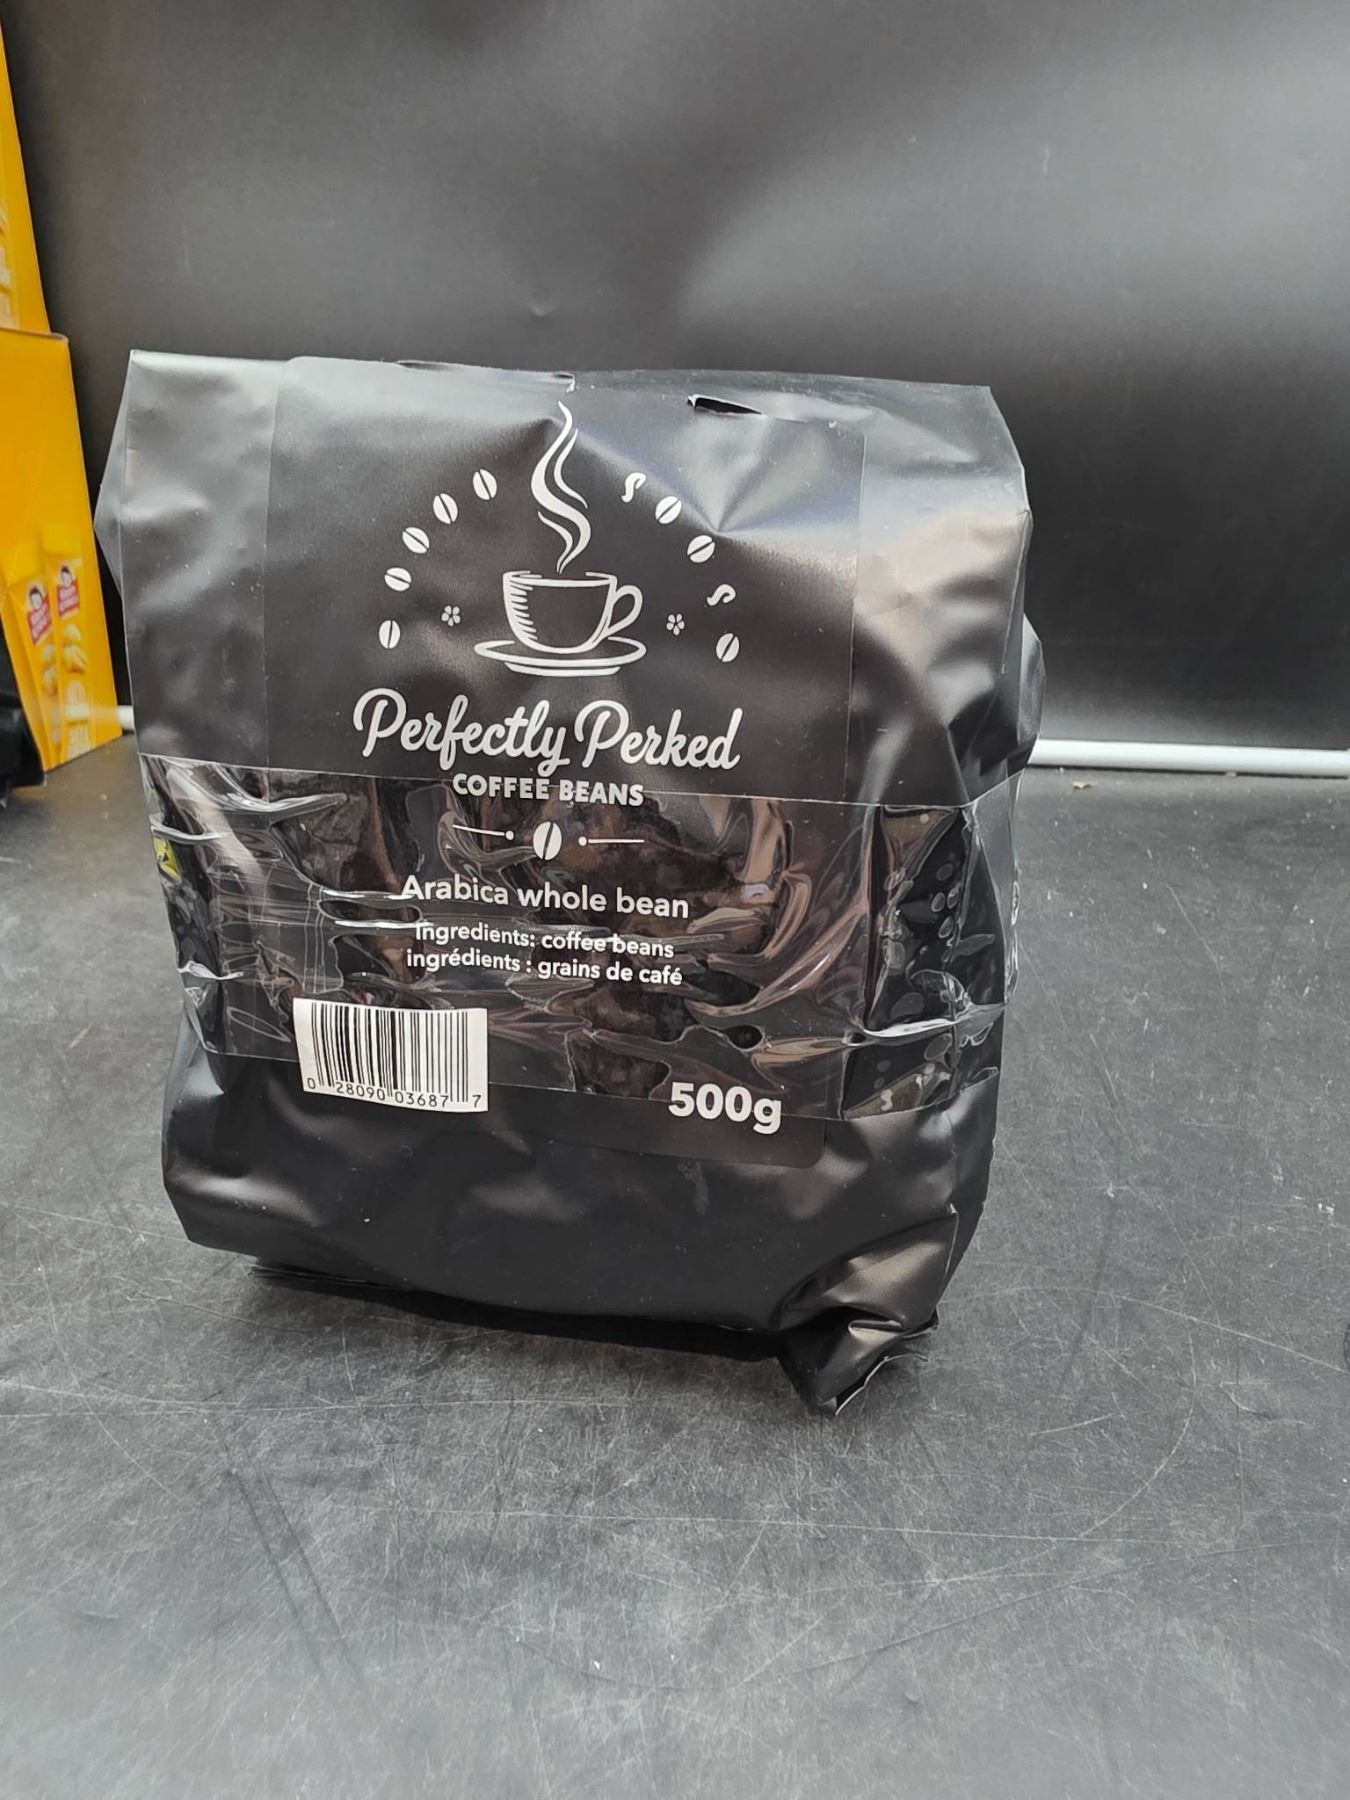 Perfectly Perked
COFFEE BEANS
Arabica whole bean
Ingredients: coffee beans
ingrédients : grains de café
0 28090 03687 7
500g